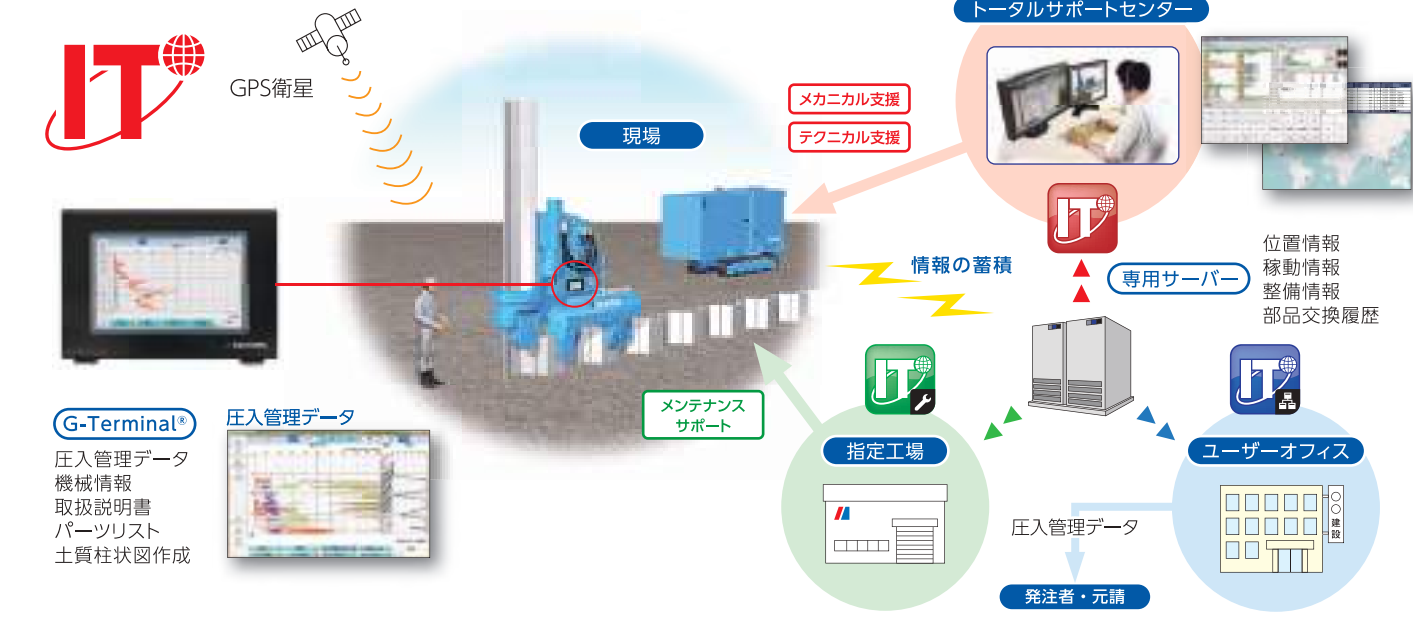 トータルサポートセンター
IT
GPS衛星
メカニカル支援
テクニカル支援
現場
IT
位置情報
稼動情報
整備情報
部品交換履歴
情報の蓄積
専用サーバー
IT
IT
メンテナンス
サポート
G-Terminal®
圧入管理データ
圧入管理データ
機械情報
取扱説明書
パーツリスト
土質柱状図作成
指定工場
ユーザーオフィス
○○建設
圧入管理データ
発注者・元請